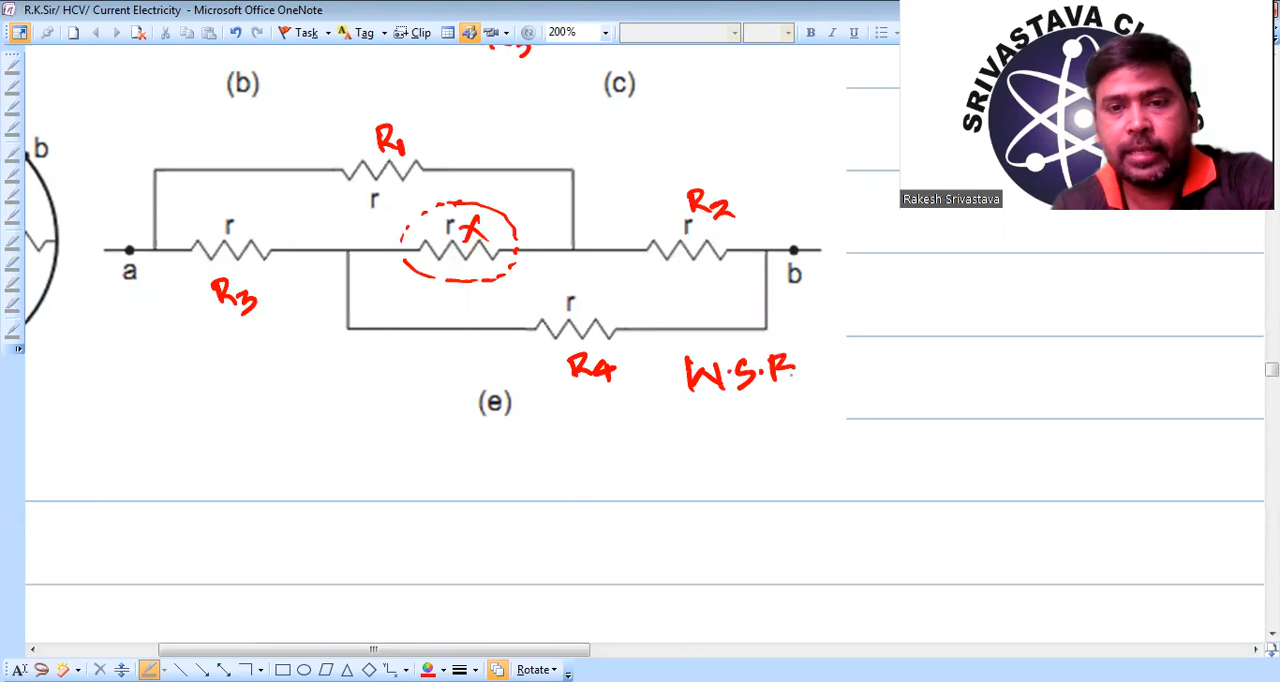 R.K.Sir/ HCV/ Current Electricity - Microsoft Office OneNote
Task
Tag
Clip
200%
B I U
SRIVASTAVA CL
Rakesh Srivastava
(b)
(c)
b
R1
r
r
R3
r X
R2
r
a
b
r
R4
W.S.R
(e)
Rotate